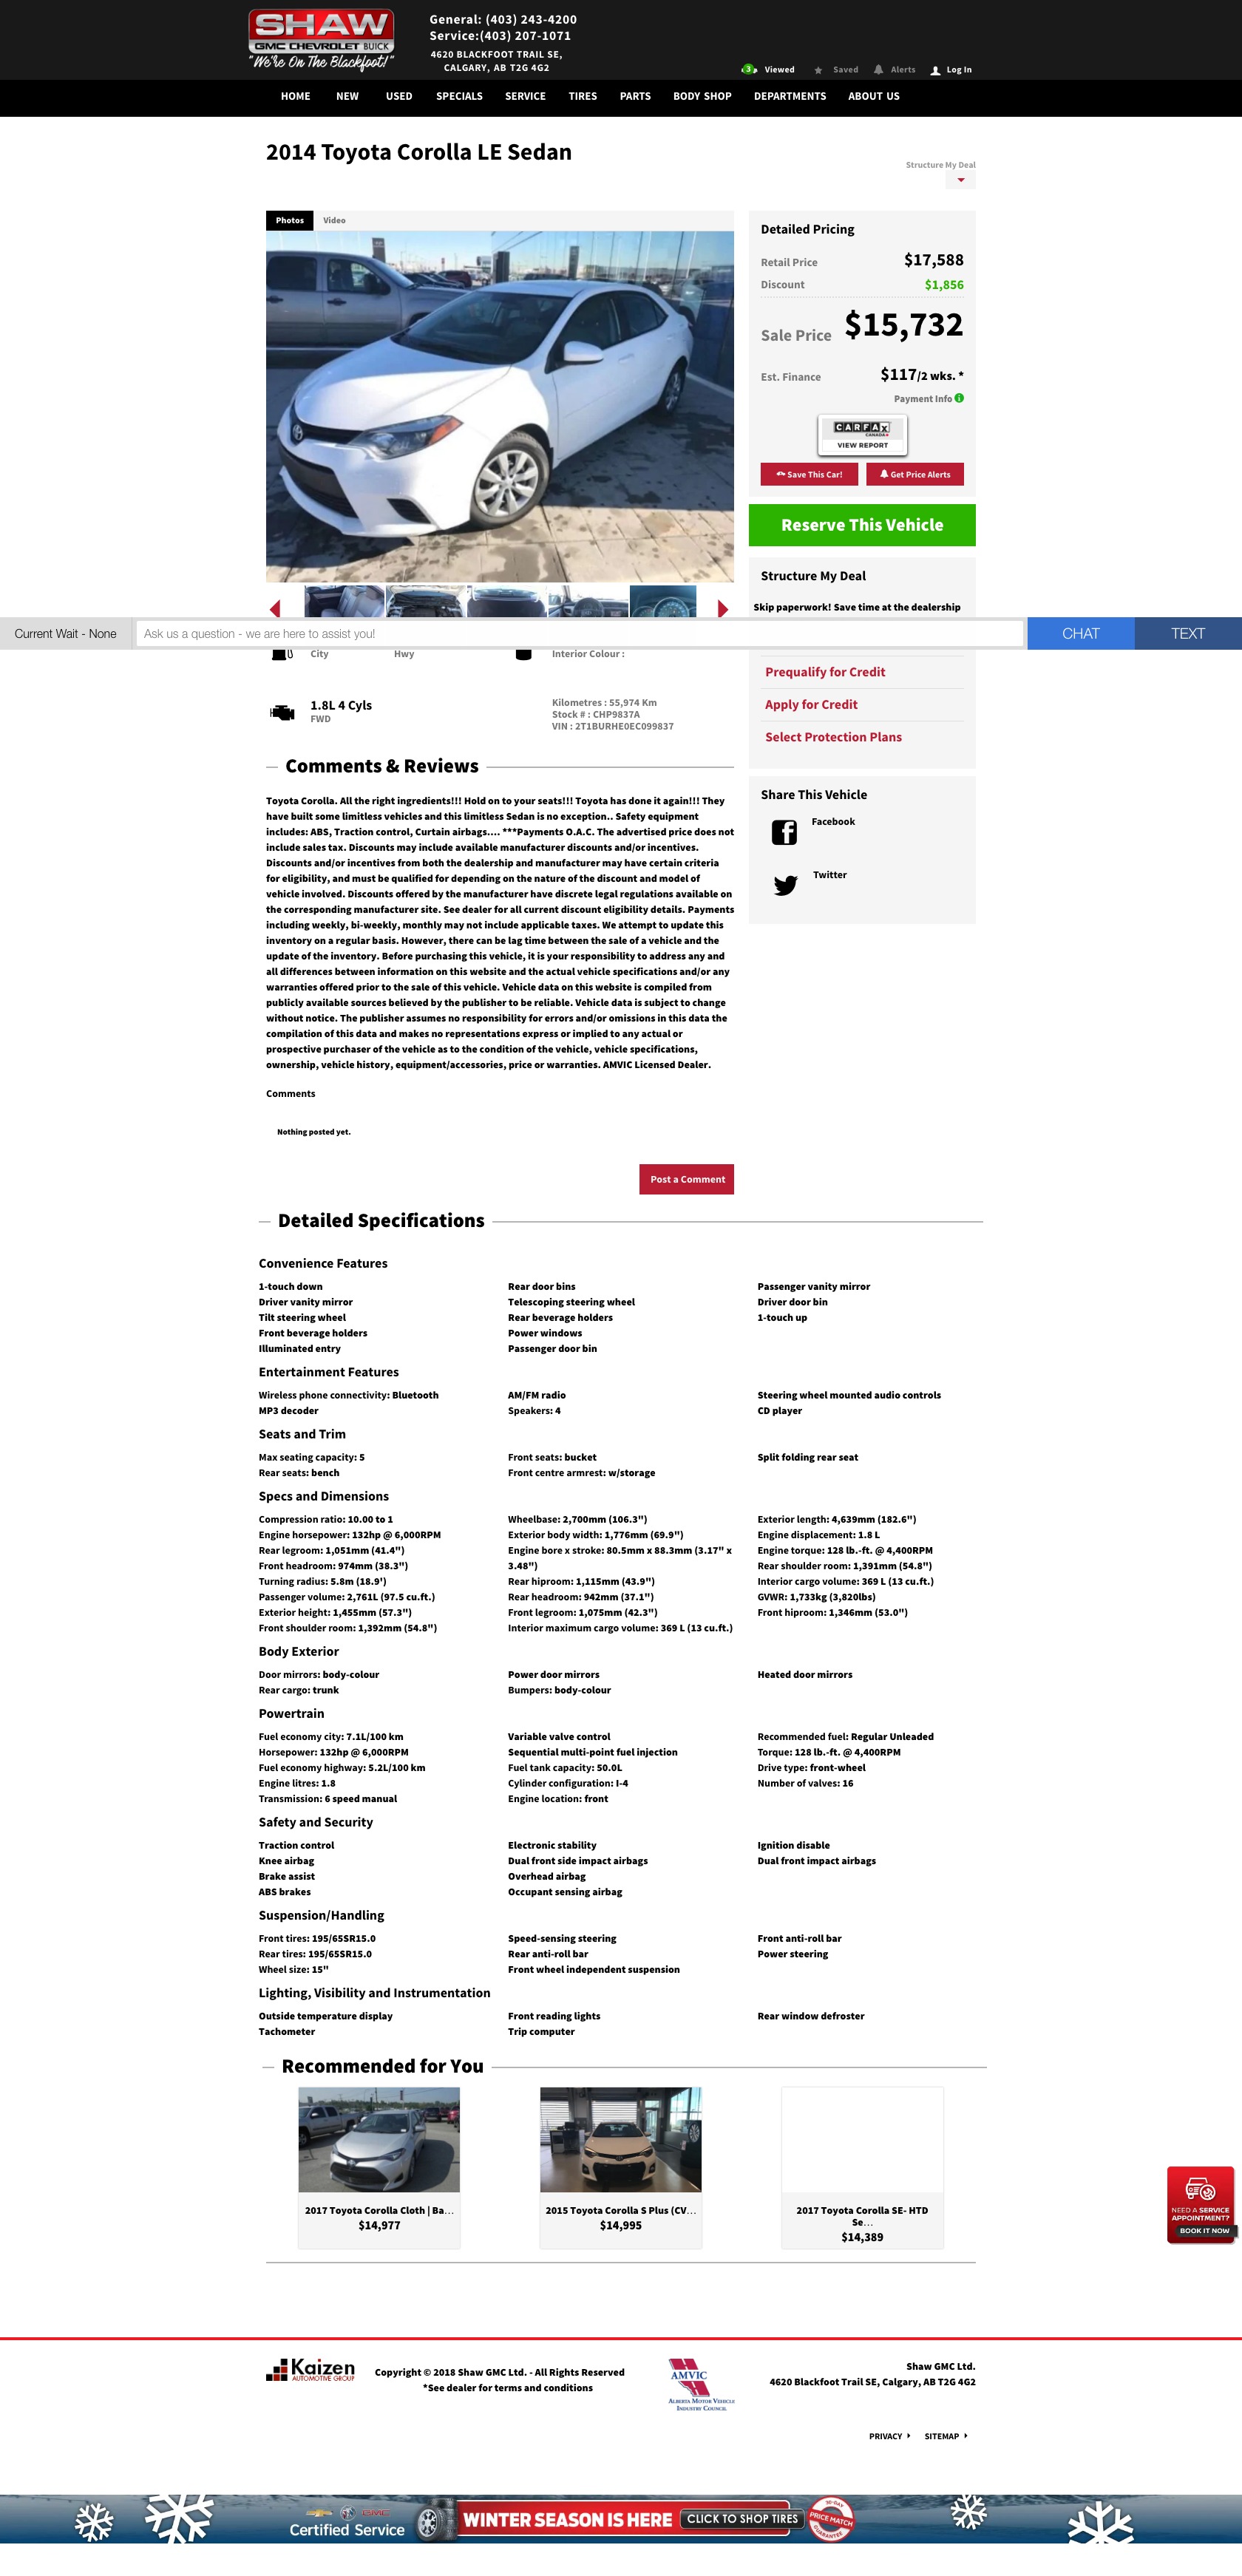 SHAW
GMC CHEVROLET BUICK
"We're On The Blackfoot!"
General: (403) 243-4200
Service:(403) 207-1071
4620 BLACKFOOT TRAIL SE,
CALGARY, AB T2G 4G2
3 Viewed Saved Alerts Log In
HOME NEW USED SPECIALS SERVICE TIRES PARTS BODY SHOP DEPARTMENTS ABOUT US
2014 Toyota Corolla LE Sedan
Structure My Deal
Photos Video
Detailed Pricing
Retail Price $17,588
Discount $1,856
Sale Price $15,732
Est. Finance $117/2 wks. *
Payment Info
CARFAX
CANADA
VIEW REPORT
Save This Car! Get Price Alerts
Reserve This Vehicle
Structure My Deal
Skip paperwork! Save time at the dealership
Current Wait - None Ask us a question - we are here to assist you! CHAT TEXT
City Hwy Interior Colour :
Prequalify for Credit
Apply for Credit
Select Protection Plans
1.8L 4 Cyls
FWD
Kilometres : 55,974 Km
Stock # : CHP9837A
VIN : 2T1BURHE0EC099837
Share This Vehicle
Facebook
Twitter
Comments & Reviews
Toyota Corolla. All the right ingredients!!! Hold on to your seats!!! Toyota has done it again!!! They
have built some limitless vehicles and this limitless Sedan is no exception.. Safety equipment
includes: ABS, Traction control, Curtain airbags.... ***Payments O.A.C. The advertised price does not
include sales tax. Discounts may include available manufacturer discounts and/or incentives.
Discounts and/or incentives from both the dealership and manufacturer may have certain criteria
for eligibility, and must be qualified for depending on the nature of the discount and model of
vehicle involved. Discounts offered by the manufacturer have discrete legal regulations available on
the corresponding manufacturer site. See dealer for all current discount eligibility details. Payments
including weekly, bi-weekly, monthly may not include applicable taxes. We attempt to update this
inventory on a regular basis. However, there can be lag time between the sale of a vehicle and the
update of the inventory. Before purchasing this vehicle, it is your responsibility to address any and
all differences between information on this website and the actual vehicle specifications and/or any
warranties offered prior to the sale of this vehicle. Vehicle data on this website is compiled from
publicly available sources believed by the publisher to be reliable. Vehicle data is subject to change
without notice. The publisher assumes no responsibility for errors and/or omissions in this data the
compilation of this data and makes no representations express or implied to any actual or
prospective purchaser of the vehicle as to the condition of the vehicle, vehicle specifications,
ownership, vehicle history, equipment/accessories, price or warranties. AMVIC Licensed Dealer.
Comments
Nothing posted yet.
Post a Comment
Detailed Specifications
Convenience Features
1-touch down Rear door bins Passenger vanity mirror
Driver vanity mirror Telescoping steering wheel Driver door bin
Tilt steering wheel Rear beverage holders 1-touch up
Front beverage holders Power windows
Illuminated entry Passenger door bin
Entertainment Features
Wireless phone connectivity: Bluetooth AM/FM radio Steering wheel mounted audio controls
MP3 decoder Speakers: 4 CD player
Seats and Trim
Max seating capacity: 5 Front seats: bucket Split folding rear seat
Rear seats: bench Front centre armrest: w/storage
Specs and Dimensions
Compression ratio: 10.00 to 1 Wheelbase: 2,700mm (106.3") Exterior length: 4,639mm (182.6")
Engine horsepower: 132hp @ 6,000RPM Exterior body width: 1,776mm (69.9") Engine displacement: 1.8 L
Rear legroom: 1,051mm (41.4") Engine bore x stroke: 80.5mm x 88.3mm (3.17" x Engine torque: 128 lb.-ft. @ 4,400RPM
Front headroom: 974mm (38.3") 3.48") Rear shoulder room: 1,391mm (54.8")
Turning radius: 5.8m (18.9') Rear hiproom: 1,115mm (43.9") Interior cargo volume: 369 L (13 cu.ft.)
Passenger volume: 2,761L (97.5 cu.ft.) Rear headroom: 942mm (37.1") GVWR: 1,733kg (3,820lbs)
Exterior height: 1,455mm (57.3") Front legroom: 1,075mm (42.3") Front hiproom: 1,346mm (53.0")
Front shoulder room: 1,392mm (54.8") Interior maximum cargo volume: 369 L (13 cu.ft.)
Body Exterior
Door mirrors: body-colour Power door mirrors Heated door mirrors
Rear cargo: trunk Bumpers: body-colour
Powertrain
Fuel economy city: 7.1L/100 km Variable valve control Recommended fuel: Regular Unleaded
Horsepower: 132hp @ 6,000RPM Sequential multi-point fuel injection Torque: 128 lb.-ft. @ 4,400RPM
Fuel economy highway: 5.2L/100 km Fuel tank capacity: 50.0L Drive type: front-wheel
Engine litres: 1.8 Cylinder configuration: I-4 Number of valves: 16
Transmission: 6 speed manual Engine location: front
Safety and Security
Traction control Electronic stability Ignition disable
Knee airbag Dual front side impact airbags Dual front impact airbags
Brake assist Overhead airbag
ABS brakes Occupant sensing airbag
Suspension/Handling
Front tires: 195/65SR15.0 Speed-sensing steering Front anti-roll bar
Rear tires: 195/65SR15.0 Rear anti-roll bar Power steering
Wheel size: 15" Front wheel independent suspension
Lighting, Visibility and Instrumentation
Outside temperature display Front reading lights Rear window defroster
Tachometer Trip computer
Recommended for You
2017 Toyota Corolla Cloth | Ba...
$14,977
2015 Toyota Corolla S Plus (CV...
$14,995
2017 Toyota Corolla SE- HTD
Se...
$14,389
NEED A SERVICE
APPOINTMENT?
BOOK IT NOW
Kaizen
AUTOMOTIVE GROUP
Copyright © 2018 Shaw GMC Ltd. - All Rights Reserved
*See dealer for terms and conditions
AMVIC
ALBERTA MOTOR VEHICLE
INDUSTRY COUNCIL
Shaw GMC Ltd.
4620 Blackfoot Trail SE, Calgary, AB T2G 4G2
PRIVACY SITEMAP
GMC
Certified Service
WINTER SEASON IS HERE
CLICK TO SHOP TIRES
30-DAY
PRICE MATCH
GUARANTEE